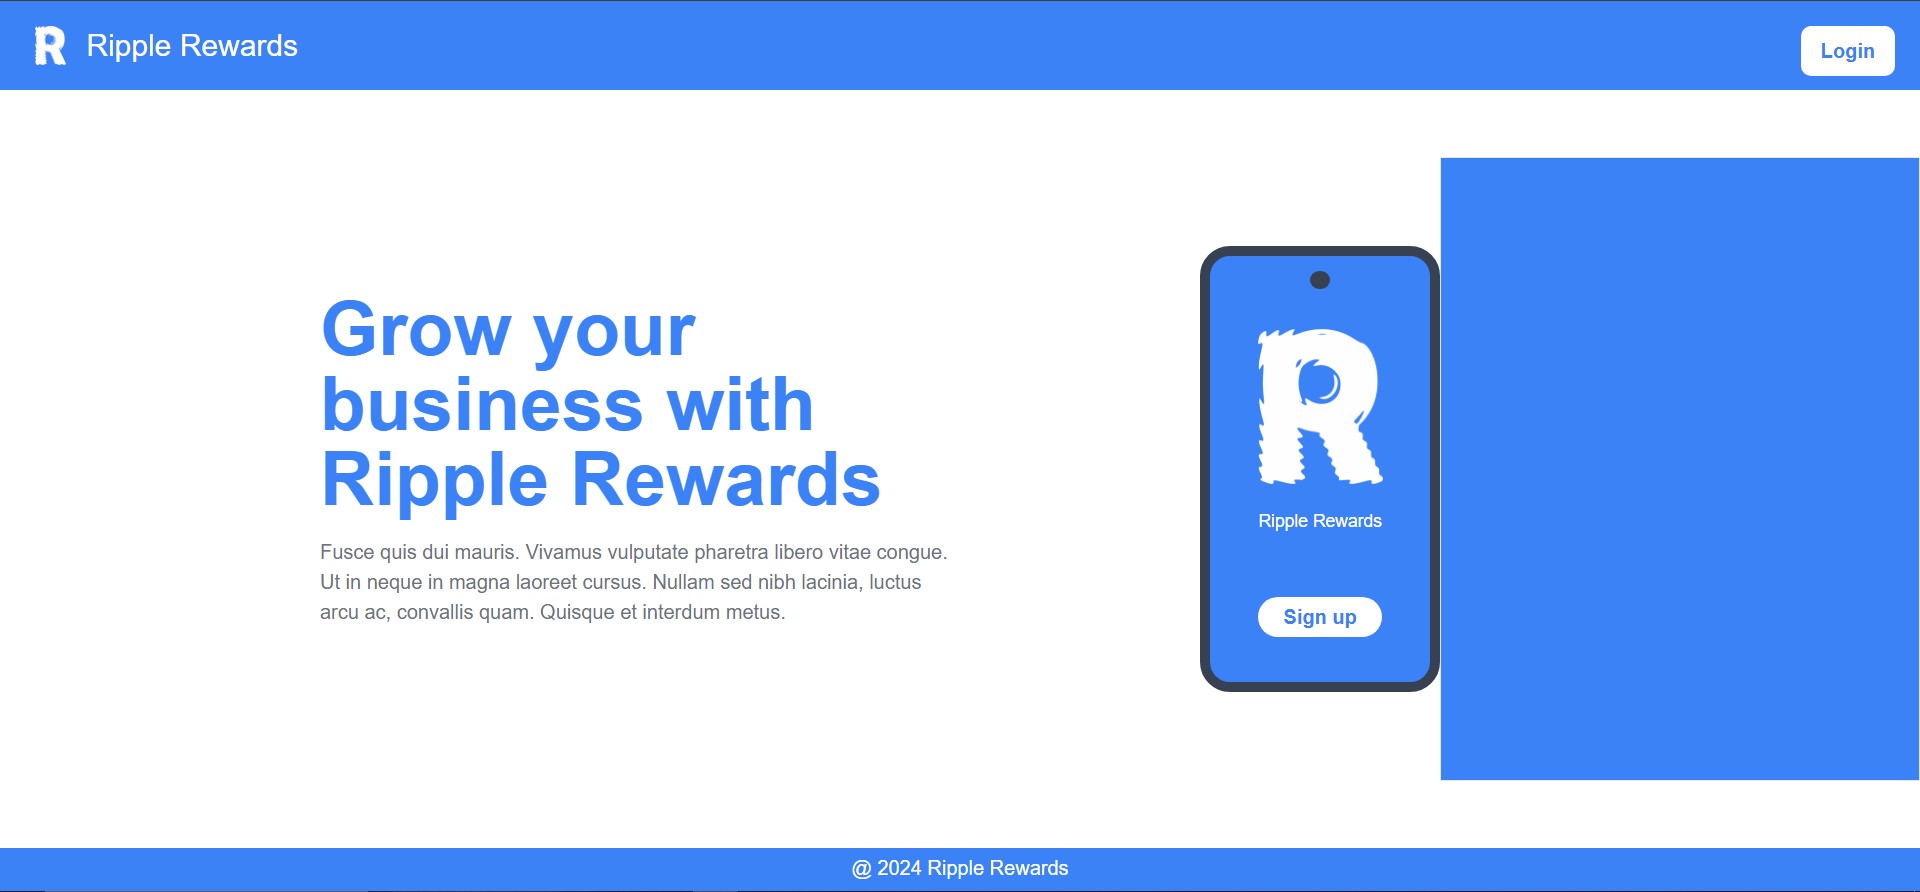 R Ripple Rewards
Login
Grow your
business with
Ripple Rewards
Fusce quis dui mauris. Vivamus vulputate pharetra libero vitae congue.
Ut in neque in magna laoreet cursus. Nullam sed nibh lacinia, luctus
arcu ac, convallis quam. Quisque et interdum metus.
R
Ripple Rewards
Sign up
@ 2024 Ripple Rewards